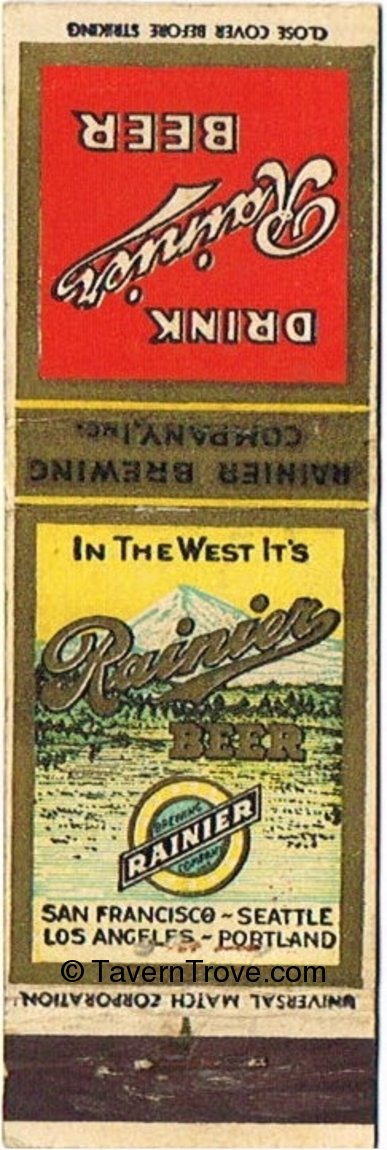 CLOSE COVER BEFORE STRIKING
DRINK
Rainier
BEER
RAINIER BREWING
COMPANY, INC.
IN THE WEST IT'S
Rainier
BEER
BREWING
RAINIER
COMPANY
SAN FRANCISCO ~ SEATTLE
LOS ANGELES ~ PORTLAND
© TavernTrove.com
UNIVERSAL MATCH CORPORATION